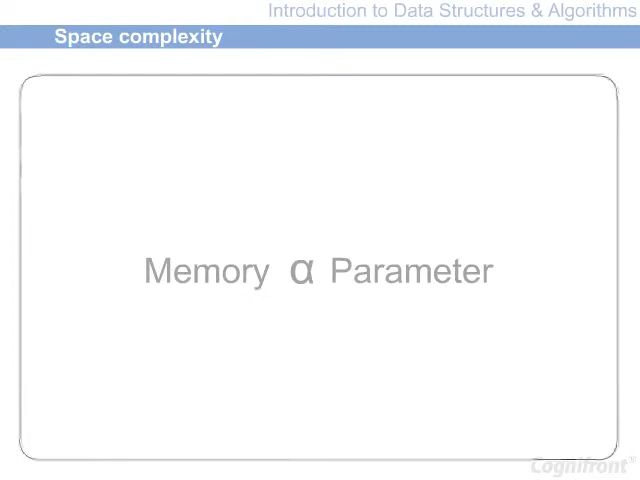 Introduction to Data Structures & Algorithms
Space complexity
Memory α Parameter
Cognifront